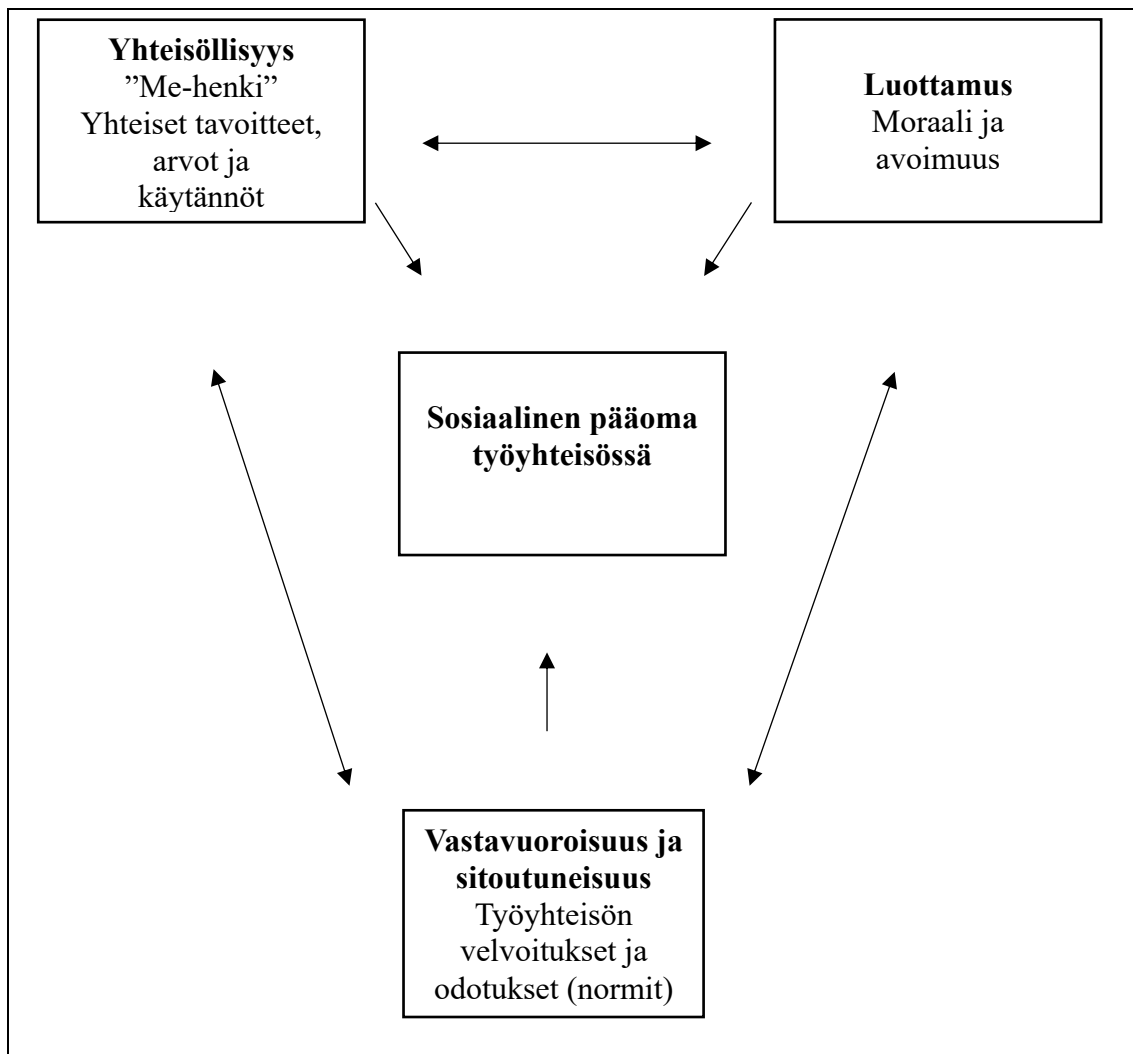 Yhteisöllisyys
”Me-henki”
Yhteiset tavoitteet,
arvot ja
käytännöt
Luottamus
Moraali ja
avoimuus
Sosiaalinen pääoma
työyhteisössä
Vastavuoroisuus ja
sitoutuneisuus
Työyhteisön
velvoitukset ja
odotukset (normit)